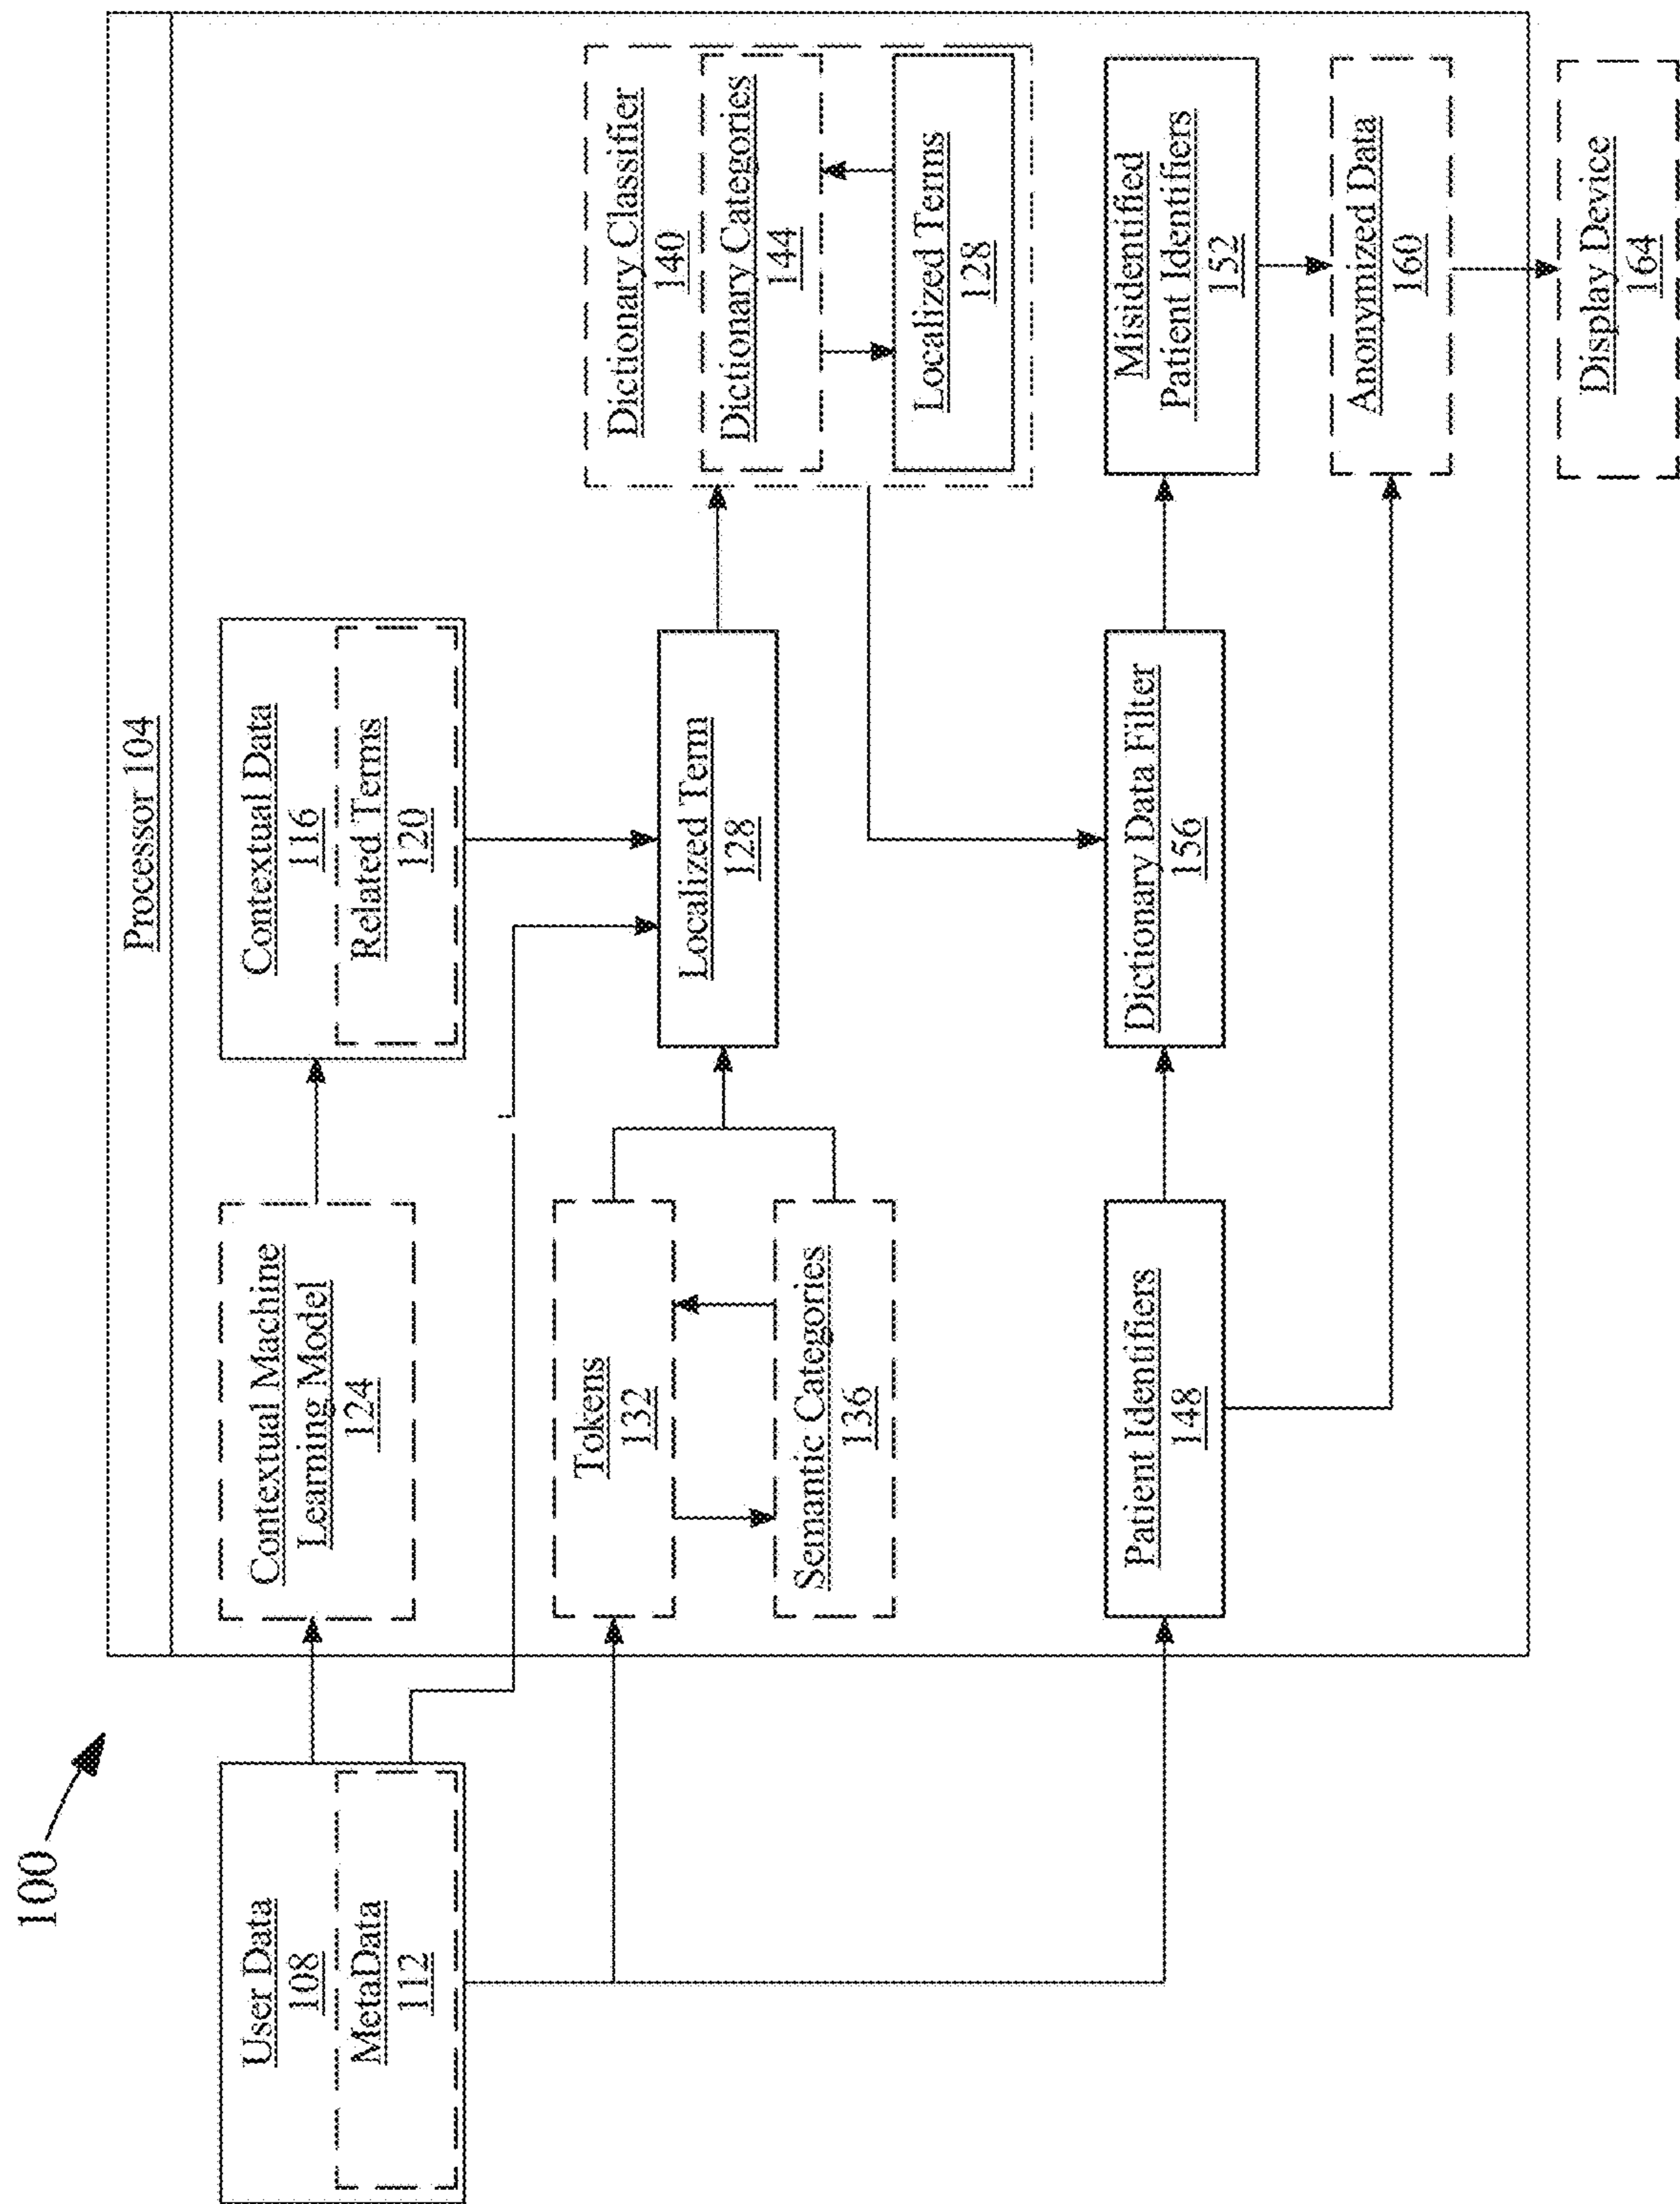 100
Processor 104
User Data
108
MetaData
112
Contextual Machine
Learning Model
124
Contextual Data
116
Related Terms
120
Tokens
132
Semantic Categories
136
Localized Term
128
Dictionary Classifier
140
Dictionary Categories
144
Localized Terms
128
Patient Identifiers
148
Dictionary Data Filter
156
Misidentified
Patient Identifiers
152
Anonymized Data
160
Display Device
164